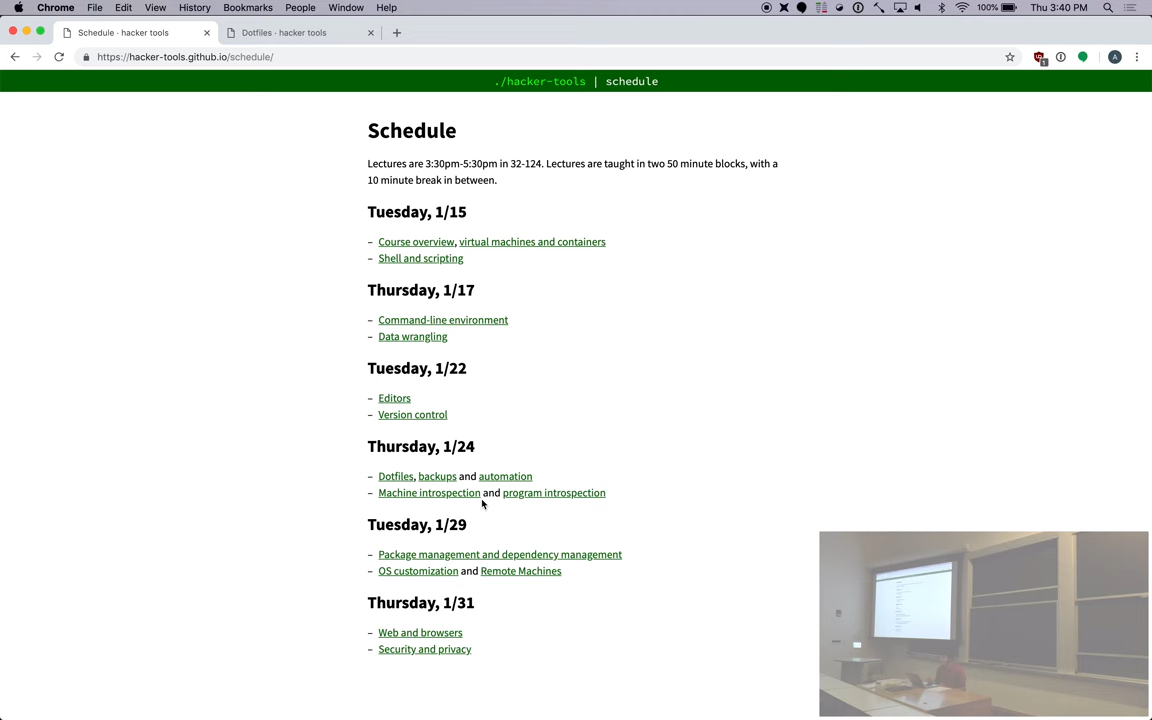 Chrome File Edit View History Bookmarks People Window Help 100% Thu 3:40 PM
Schedule · hacker tools Dotfiles · hacker tools
https://hacker-tools.github.io/schedule/
./hacker-tools | schedule
Schedule
Lectures are 3:30pm-5:30pm in 32-124. Lectures are taught in two 50 minute blocks, with a
10 minute break in between.
Tuesday, 1/15
– Course overview, virtual machines and containers
– Shell and scripting
Thursday, 1/17
– Command-line environment
– Data wrangling
Tuesday, 1/22
– Editors
– Version control
Thursday, 1/24
– Dotfiles, backups and automation
– Machine introspection and program introspection
Tuesday, 1/29
– Package management and dependency management
– OS customization and Remote Machines
Thursday, 1/31
– Web and browsers
– Security and privacy